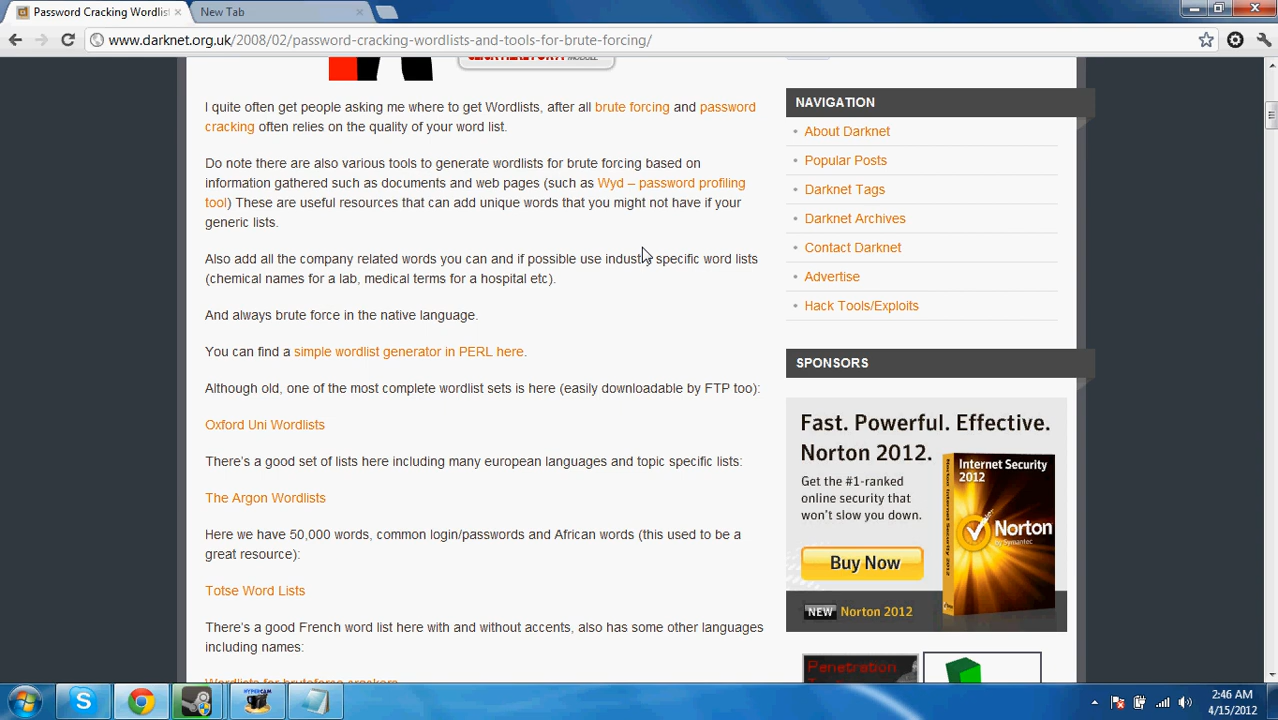 Password Cracking Wordlis
New Tab
www.darknet.org.uk/2008/02/password-cracking-wordlists-and-tools-for-brute-forcing/
I quite often get people asking me where to get Wordlists, after all brute forcing and password
cracking often relies on the quality of your word list.
Do note there are also various tools to generate wordlists for brute forcing based on
information gathered such as documents and web pages (such as Wyd – password profiling
tool) These are useful resources that can add unique words that you might not have if your
generic lists.
Also add all the company related words you can and if possible use industry specific word lists
(chemical names for a lab, medical terms for a hospital etc).
And always brute force in the native language.
You can find a simple wordlist generator in PERL here.
Although old, one of the most complete wordlist sets is here (easily downloadable by FTP too):
Oxford Uni Wordlists
There's a good set of lists here including many european languages and topic specific lists:
The Argon Wordlists
Here we have 50,000 words, common login/passwords and African words (this used to be a
great resource):
Totse Word Lists
There's a good French word list here with and without accents, also has some other languages
including names:
Wordlists for bruteforce crackers
NAVIGATION
• About Darknet
• Popular Posts
• Darknet Tags
• Darknet Archives
• Contact Darknet
• Advertise
• Hack Tools/Exploits
SPONSORS
Fast. Powerful. Effective.
Norton 2012.
Get the #1-ranked
online security that
won't slow you down.
Buy Now
NEW Norton 2012
Internet Security
2012
Norton
by Symantec
Penetration
HYPERCAM
2:46 AM
4/15/2012